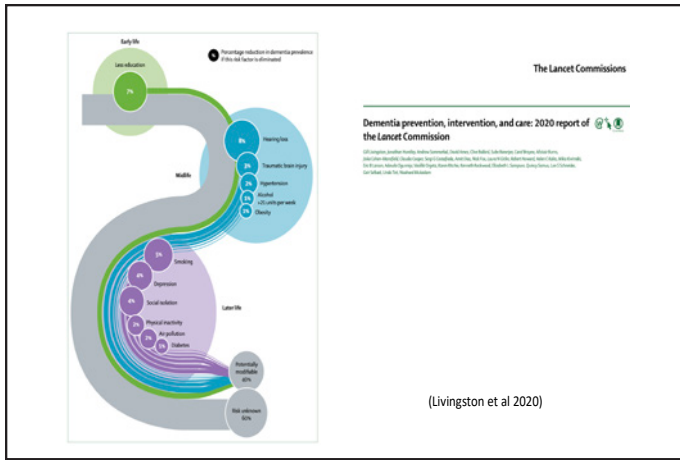 Early life
Less education
7%
% Percentage reduction in dementia prevalence
if this risk factor is eliminated
Midlife
8%
Hearing loss
3%
Traumatic brain injury
2%
Hypertension
1%
Alcohol
>21 units per week
Obesity
5%
Smoking
4%
Depression
4%
Social isolation
Later life
2%
Physical inactivity
2%
Air pollution
1%
Diabetes
Potentially
modifiable
40%
Risk unknown
60%
The Lancet Commissions
Dementia prevention, intervention, and care: 2020 report of
the Lancet Commission
(Livingston et al 2020)